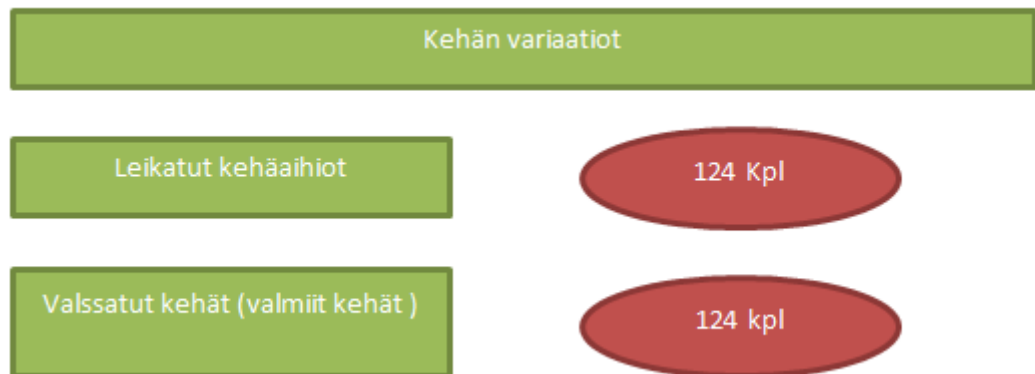 Kehän variaatiot
Leikatut kehäaihiot
124 Kpl
Valssatut kehät (valmiit kehät )
124 kpl